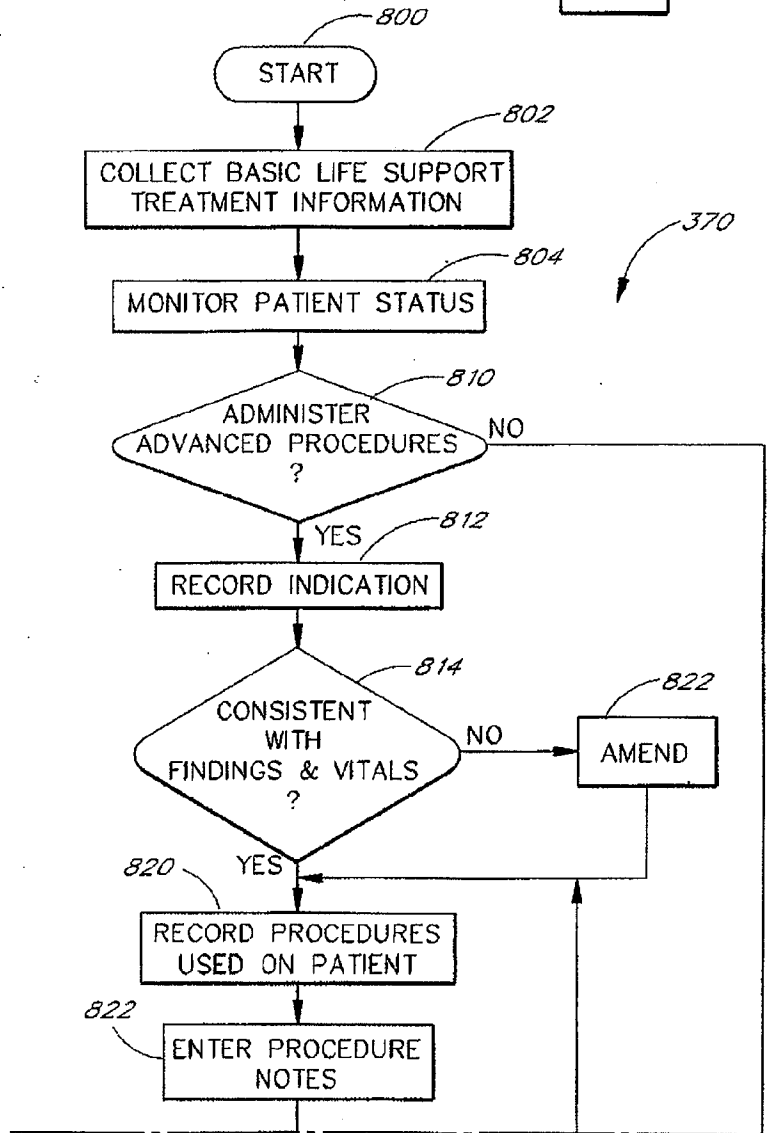 800
START
802
COLLECT BASIC LIFE SUPPORT
TREATMENT INFORMATION
370
804
MONITOR PATIENT STATUS
810
ADMINISTER
ADVANCED PROCEDURES
?
NO
YES
812
RECORD INDICATION
814
CONSISTENT
WITH
FINDINGS & VITALS
?
NO
822
AMEND
YES
820
RECORD PROCEDURES
USED ON PATIENT
822
ENTER PROCEDURE
NOTES